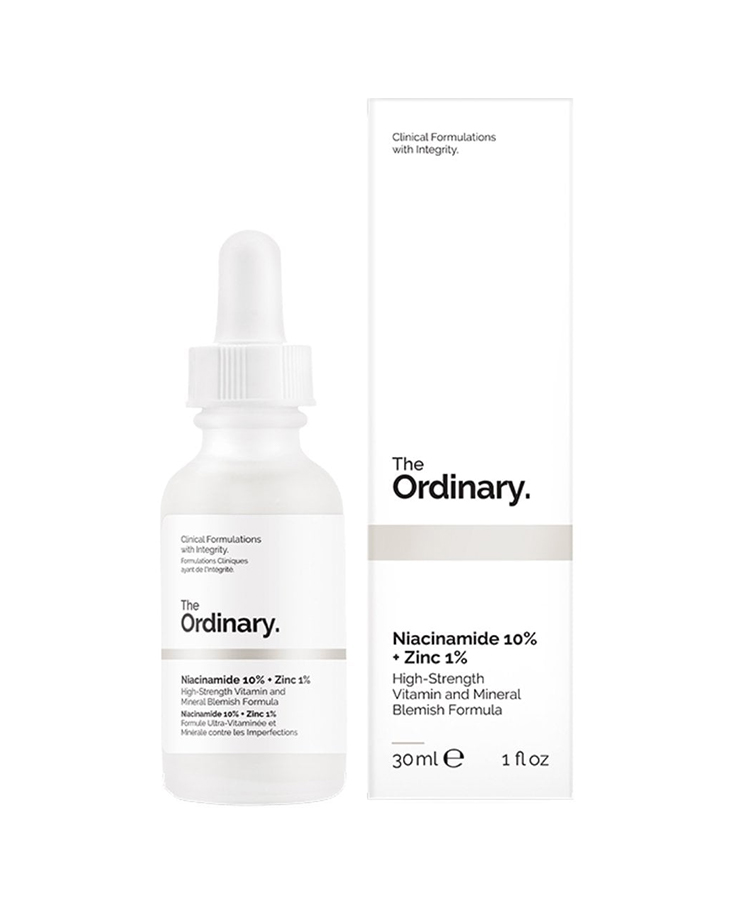 Clinical Formulations
with Integrity.
The
Ordinary.
Niacinamide 10%
+ Zinc 1%
High-Strength
Vitamin and Mineral
Blemish Formula
30 ml e
1 fl oz
Clinical Formulations
with Integrity.
Formulations Cliniques
ayant de l'intégrité.
The
Ordinary.
Niacinamide 10% + Zinc 1%
High-Strength Vitamin and
Mineral Blemish Formula
Niacinamide 10% + Zinc 1%
Formule Ultra-Vitaminée et
Minérale contre les Imperfections